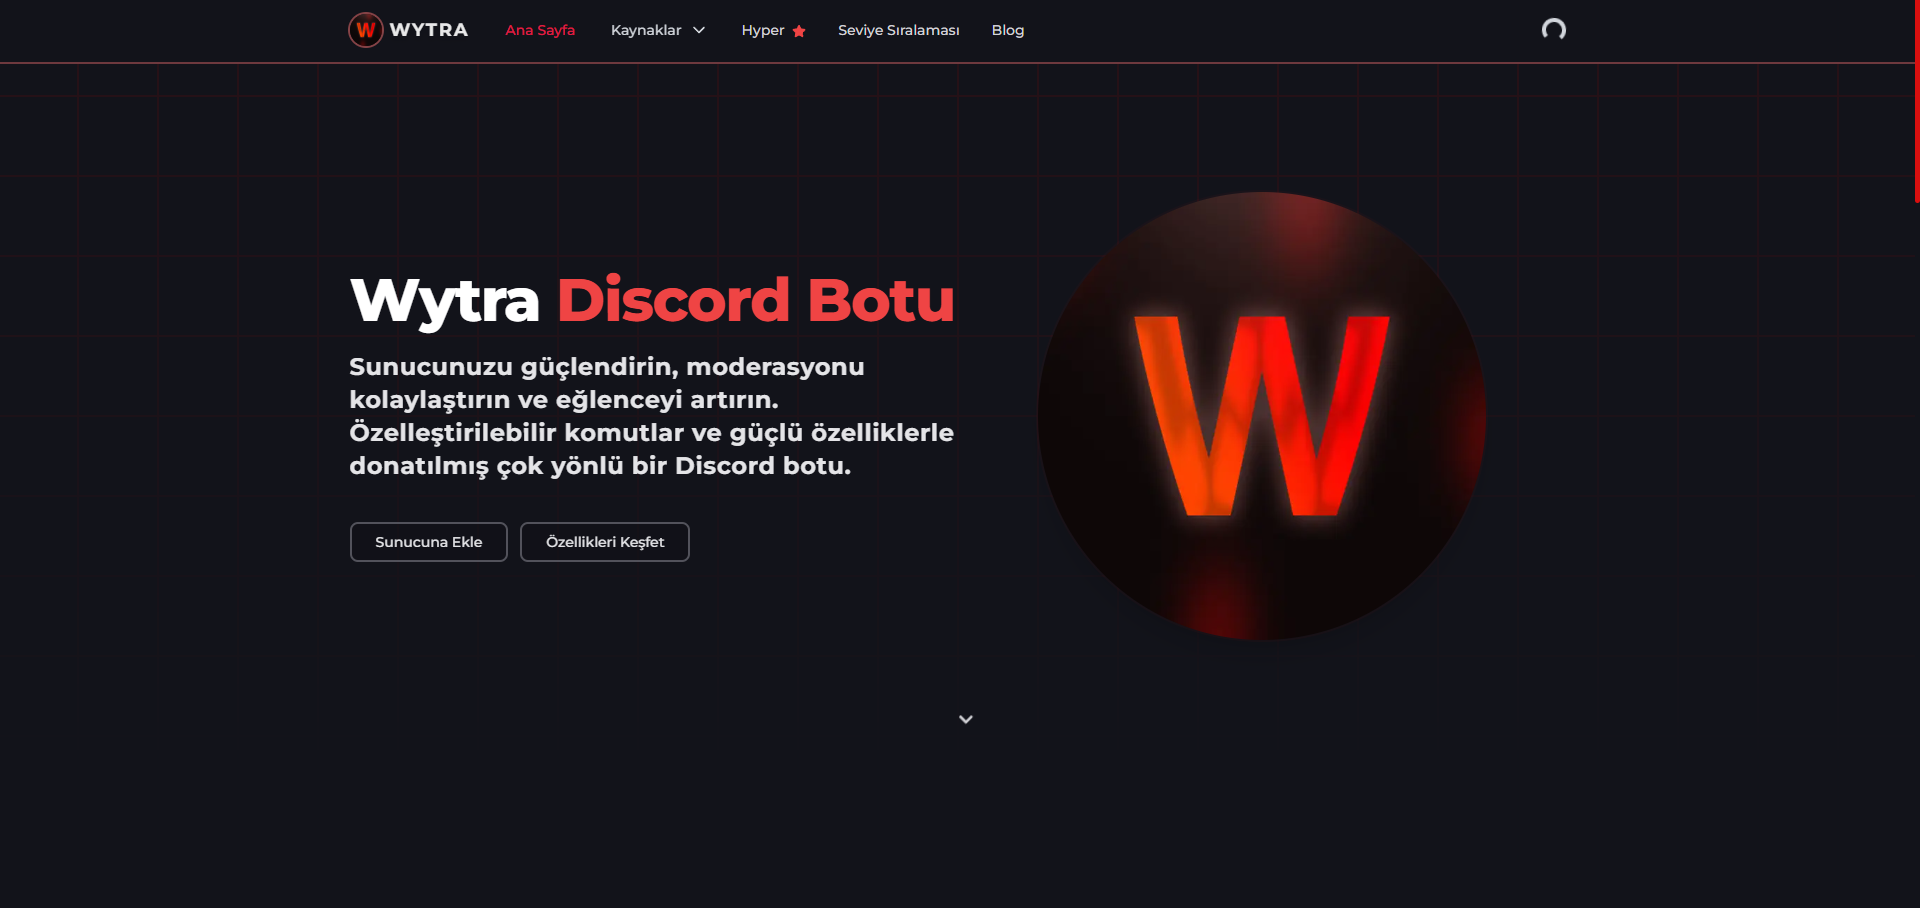 W WYTRA Ana Sayfa Kaynaklar Hyper Seviye Sıralaması Blog
Wytra Discord Botu
Sunucunuzu güçlendirin, moderasyonu
kolaylaştırın ve eğlenceyi artırın.
Özelleştirilebilir komutlar ve güçlü özelliklerle
donatılmış çok yönlü bir Discord botu.
Sunucuna Ekle Özellikleri Keşfet
W